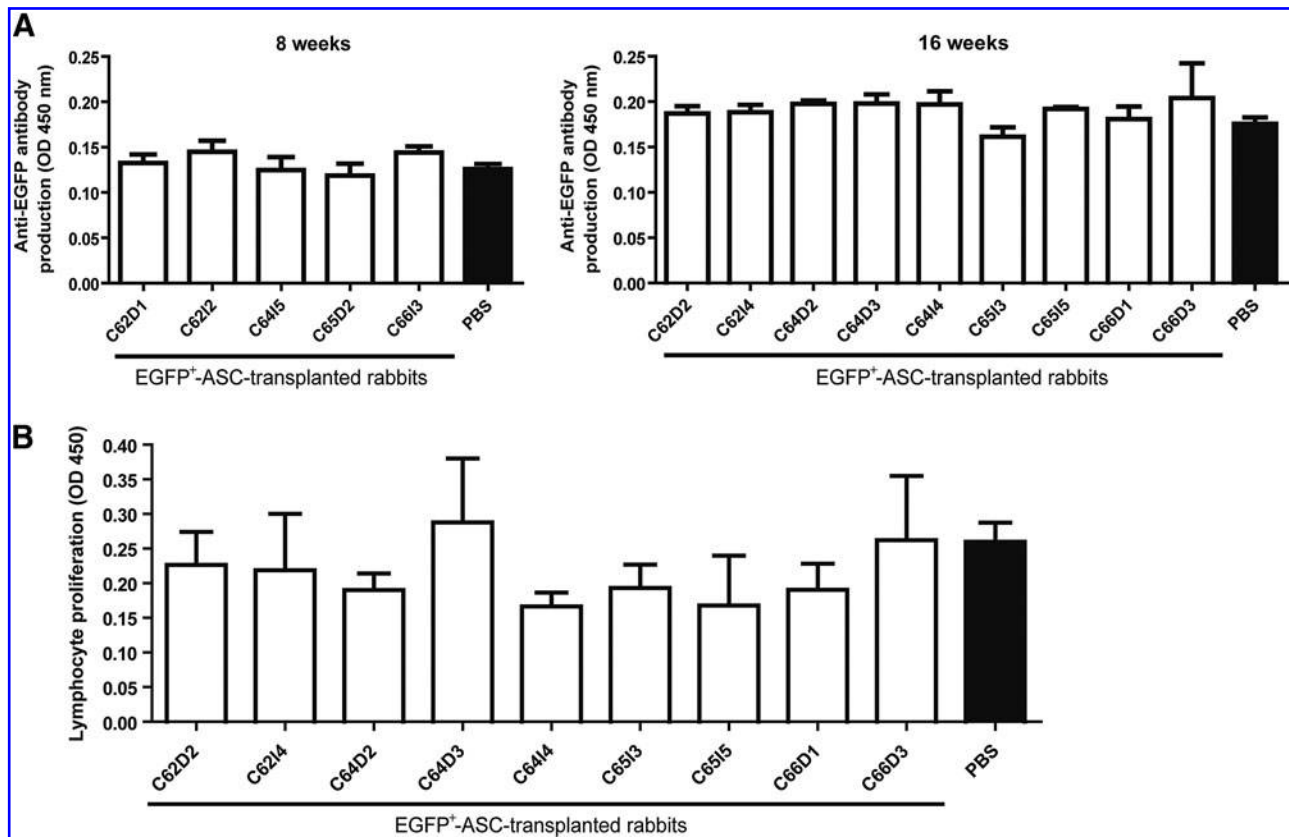 A
8 weeks
Anti-EGFP antibody
production (OD 450 nm)
0.25
0.20
0.15
0.10
0.05
0.00
C62D1
C62I2
C64I5
C65D2
C66I3
PBS
EGFP+-ASC-transplanted rabbits
16 weeks
Anti-EGFP antibody
production (OD 450 nm)
0.25
0.20
0.15
0.10
0.05
0.00
C62D2
C62I4
C64D2
C64D3
C64I4
C65I3
C65I5
C66D1
C66D3
PBS
EGFP+-ASC-transplanted rabbits
B
Lymphocyte proliferation (OD 450)
0.40
0.35
0.30
0.25
0.20
0.15
0.10
0.05
0.00
C62D2
C62I4
C64D2
C64D3
C64I4
C65I3
C65I5
C66D1
C66D3
PBS
EGFP+-ASC-transplanted rabbits